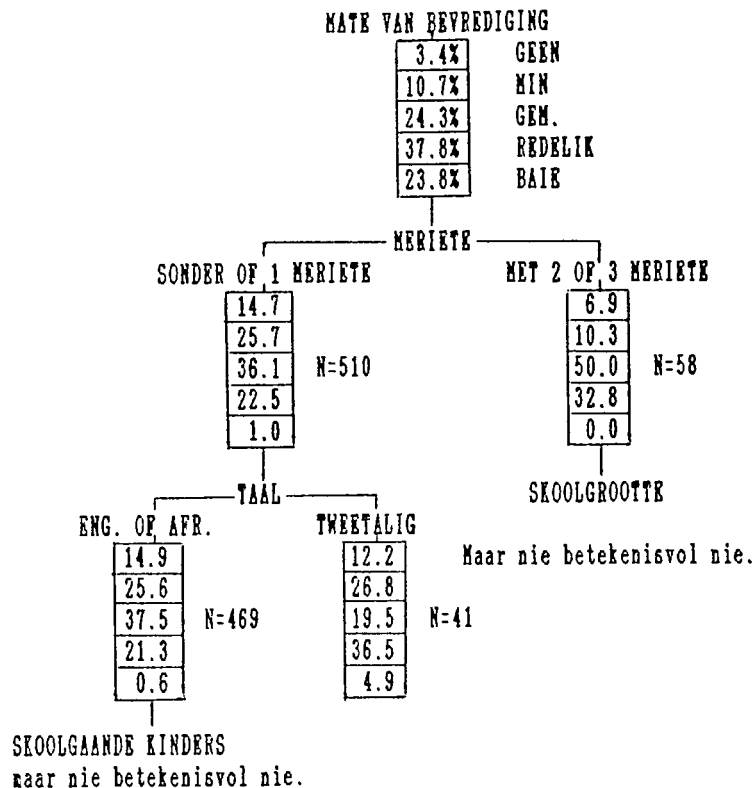 MATE VAN BEVREDIGING
3.4% GEEN
10.7% MIN
24.3% GEM.
37.8% REDELIK
23.8% BAIE
MERIETE
SONDER OF 1 MERIETE
14.7
25.7
36.1 N=510
22.5
1.0
MET 2 OF 3 MERIETE
6.9
10.3
50.0 N=58
32.8
0.0
TAAL
SKOOLGROOTTE
Maar nie betekenisvol nie.
ENG. OF AFR.
14.9
25.6
37.5 N=469
21.3
0.6
TWEETALIG
12.2
26.8
19.5 N=41
36.5
4.9
SKOOLGAANDE KINDERS
maar nie betekenisvol nie.